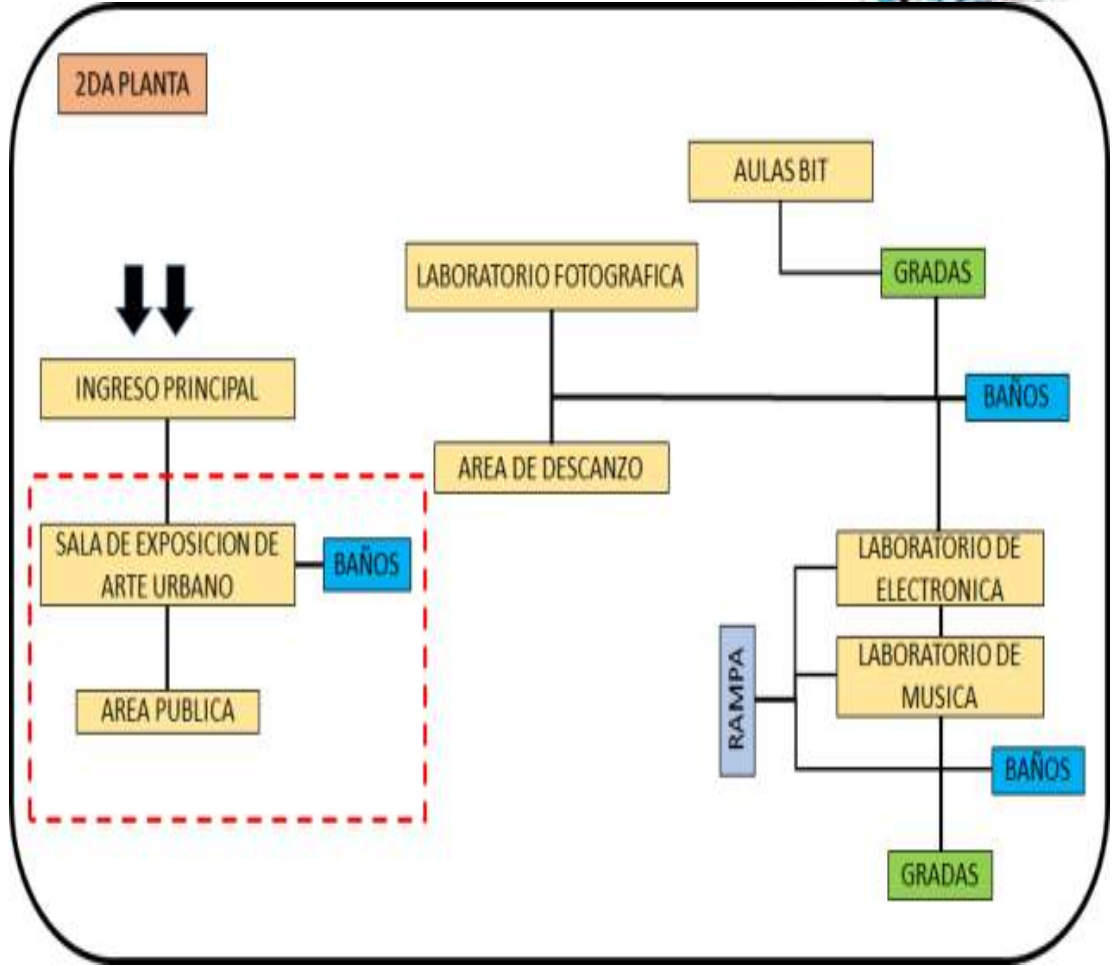 2DA PLANTA
AULAS BIT
LABORATORIO FOTOGRAFICA
GRADAS
INGRESO PRINCIPAL
BAÑOS
AREA DE DESCANZO
SALA DE EXPOSICION DE
ARTE URBANO
BAÑOS
LABORATORIO DE
ELECTRONICA
RAMPA
LABORATORIO DE
MUSICA
AREA PUBLICA
BAÑOS
GRADAS